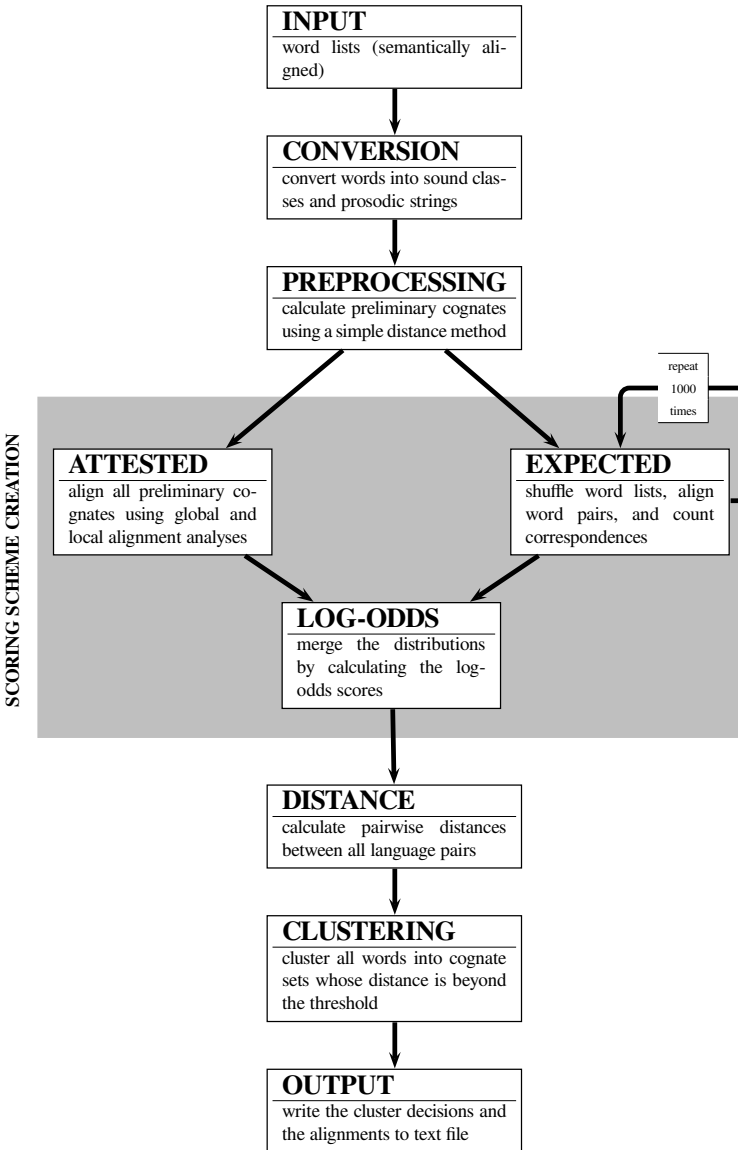 INPUT
word lists (semantically ali-
gned)
CONVERSION
convert words into sound clas-
ses and prosodic strings
PREPROCESSING
calculate preliminary cognates
using a simple distance method
repeat
1000
times
SCORING SCHEME CREATION
ATTESTED
align all preliminary co-
gnates using global and
local alignment analyses
EXPECTED
shuffle word lists, align
word pairs, and count
correspondences
LOG-ODDS
merge the distributions
by calculating the log-
odds scores
DISTANCE
calculate pairwise distances
between all language pairs
CLUSTERING
cluster all words into cognate
sets whose distance is beyond
the threshold
OUTPUT
write the cluster decisions and
the alignments to text file